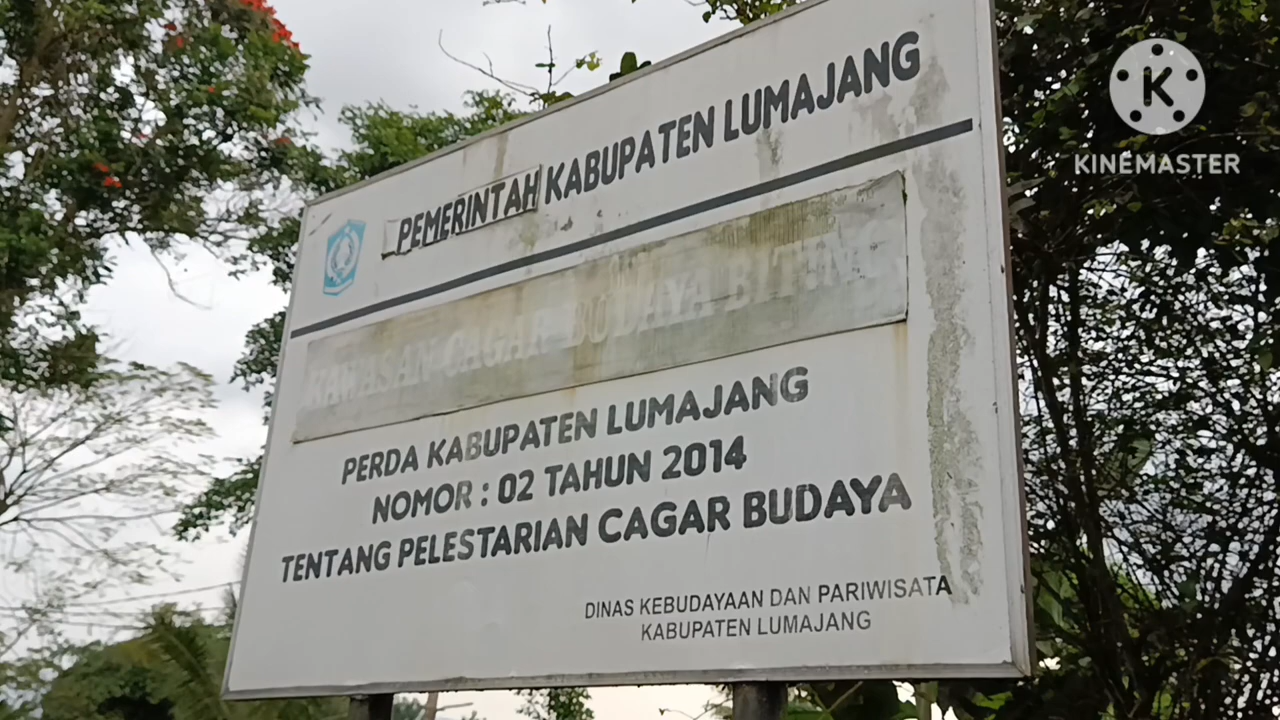 PEMERINTAH KABUPATEN LUMAJANG
KAWASAN CAGAR BUDAYA BITING
PERDA KABUPATEN LUMAJANG
NOMOR : 02 TAHUN 2014
TENTANG PELESTARIAN CAGAR BUDAYA
DINAS KEBUDAYAAN DAN PARIWISATA
KABUPATEN LUMAJANG
K
KINEMASTER